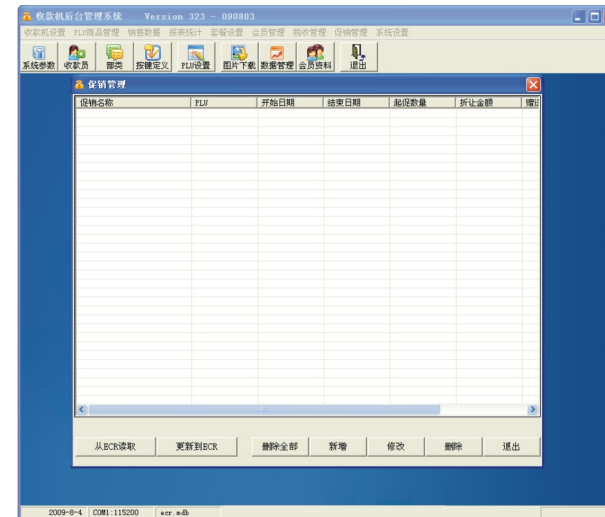 收款机后台管理系统 Version 323 - 090803
收款机设置 PLU商品管理 销售数据 报表统计 套餐设置 会员管理 税收管理 促销管理 系统设置
系统参数 收款员 部类 按键定义 PLU设置 图片下载 数据管理 会员资料 退出
促销管理
促销名称 PLU 开始日期 结束日期 起促数量 折让金额 赠送
从ECR读取 更新到ECR 删除全部 新增 修改 删除 退出
2009-8-4 COM1:115200 ecr.mdb